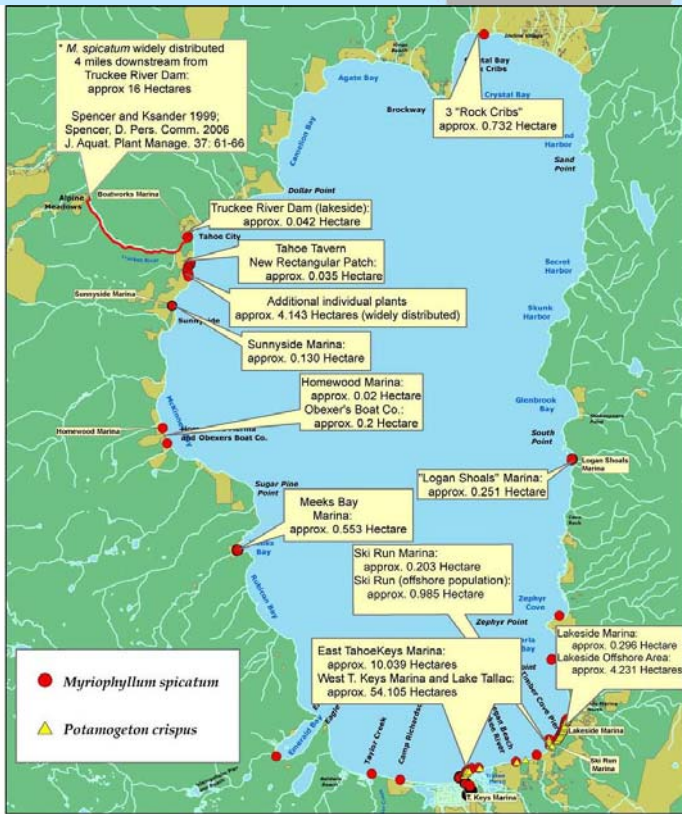 * M. spicatum widely distributed
4 miles downstream from
Truckee River Dam:
approx 16 Hectares
Spencer and Ksander 1999;
Spencer, D. Pers. Comm. 2006
J. Aquat. Plant Manage. 37: 61-66
3 "Rock Cribs"
approx. 0.732 Hectare
Crystal Bay
Agate Bay
Brockway
Carnelian Bay
Harbor
Sand
Point
Dollar Point
Boatworks Marina
Alpine
Meadows
Truckee River Dam (lakeside):
approx. 0.042 Hectare
Tahoe City
Tahoe Tavern
New Rectangular Patch:
approx. 0.035 Hectare
Secret
Harbor
Sunnyside Marina
Additional individual plants
approx. 4.143 Hectares (widely distributed)
Skunk
Harbor
Sunnyside Marina:
approx. 0.130 Hectare
Homewood Marina:
approx. 0.02 Hectare
Obexer's Boat Co.:
approx. 0.2 Hectare
Glenbrook
Bay
Homewood Marina
and Obexers Boat Co.
South
Point
Logan Shoals
Marina
"Logan Shoals" Marina:
approx. 0.251 Hectare
Sugar Pine
Point
Meeks Bay
Marina:
approx. 0.553 Hectare
Bay
Rubicon Bay
Ski Run Marina:
approx. 0.203 Hectare
Ski Run (offshore population):
approx. 0.985 Hectare
Zephyr
Cove
Zephyr Point
Lakeside Marina:
approx. 0.296 Hectare
Lakeside Offshore Area:
approx. 4.231 Hectares
East TahoeKeys Marina:
approx. 10.039 Hectares
West T. Keys Marina and Lake Tallac:
approx. 54.105 Hectares
Myriophyllum spicatum
Potamogeton crispus
Emerald Bay
Eagle
Taylor Creek
Camp Richardson
Lakeside Marina
Ski Run
Marina
T. Keys Marina